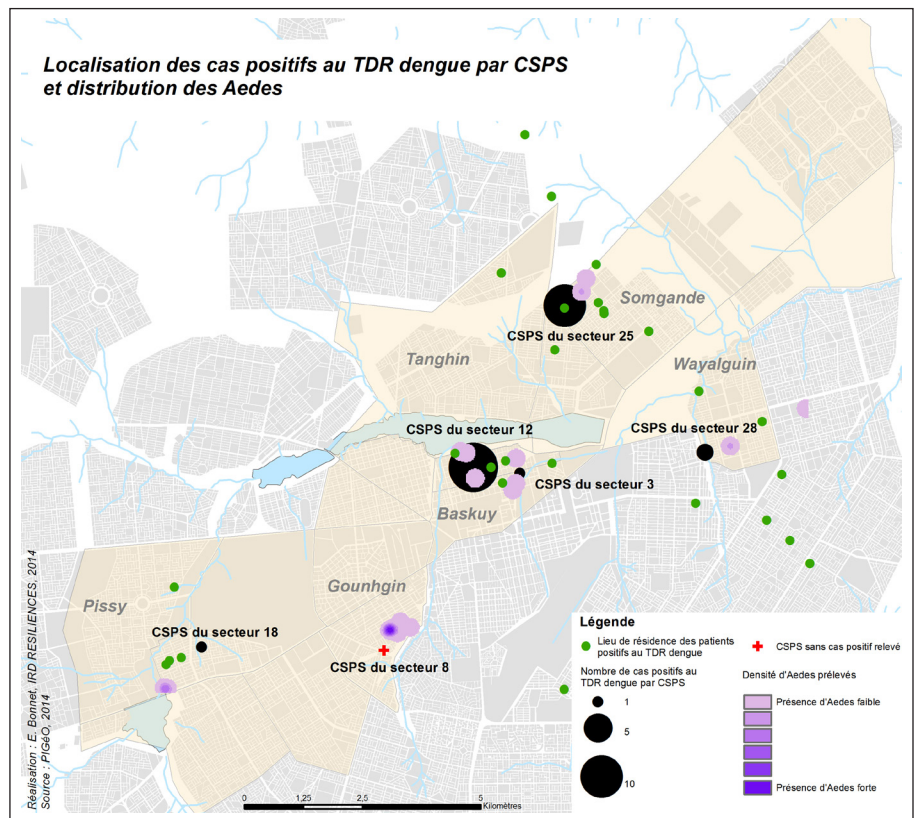 Localisation des cas positifs au TDR dengue par CSPS
et distribution des Aedes
Somgande
CSPS du secteur 25
Tanghin
Wayalguin
CSPS du secteur 12
CSPS du secteur 28
CSPS du secteur 3
Baskuy
Gounhgin
Pissy
CSPS du secteur 18
CSPS du secteur 8
Réalisation : E. Bonnet, IRD RESILIENCES, 2014
Source : PIGéO, 2014
Légende
Lieu de résidence des patients
positifs au TDR dengue
Nombre de cas positifs au
TDR dengue par CSPS
1
5
10
CSPS sans cas positif relevé
Densité d'Aedes prélevés
Présence d'Aedes faible
Présence d'Aedes forte
0 1,25 2,5 5
Kilomètres